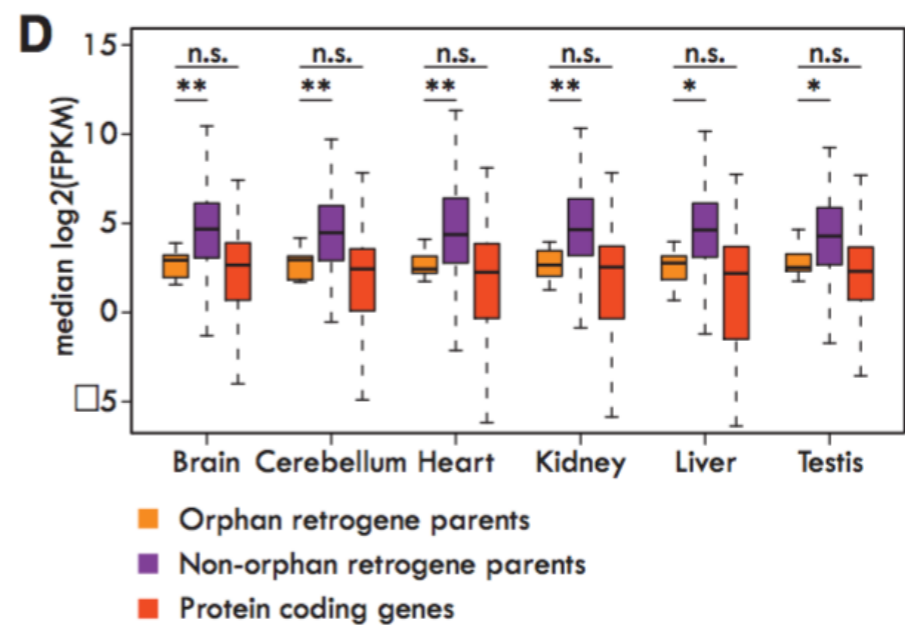 D
median log2(FPKM)
15
10
5
0
□5
n.s. n.s. n.s. n.s. n.s. n.s.
** ** ** ** * *
Brain Cerebellum Heart Kidney Liver Testis
Orphan retrogene parents
Non-orphan retrogene parents
Protein coding genes